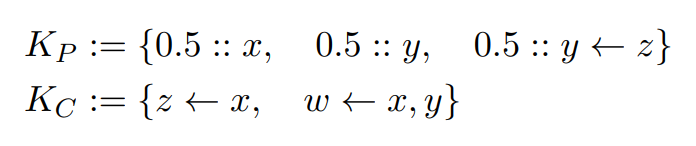 K_P := {0.5 :: x, 0.5 :: y, 0.5 :: y ← z}
K_C := {z ← x, w ← x, y}